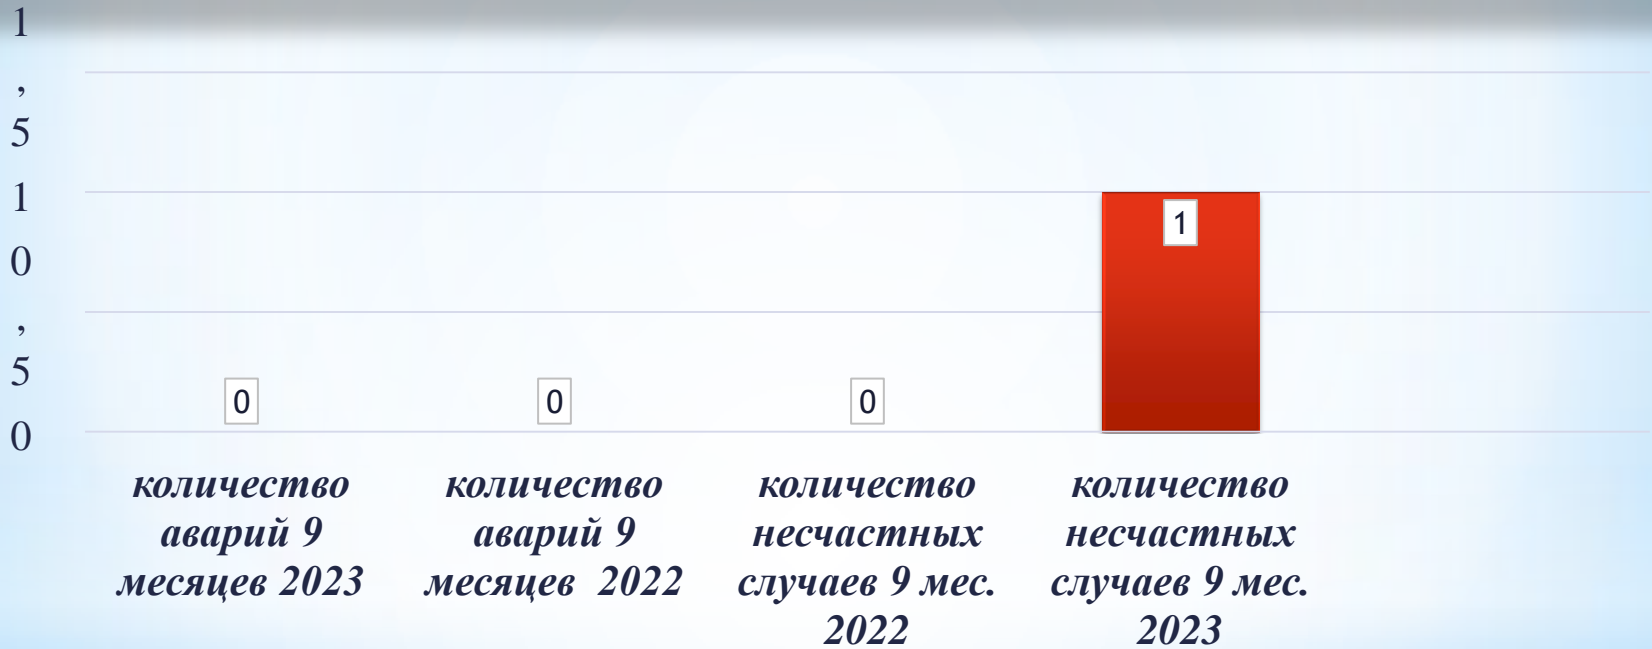 1
,
5
1
0
,
5
0
0
0
0
1
количество
аварий 9
месяцев 2023
количество
аварий 9
месяцев  2022
количество
несчастных
случаев 9 мес.
2022
количество
несчастных
случаев 9 мес.
2023